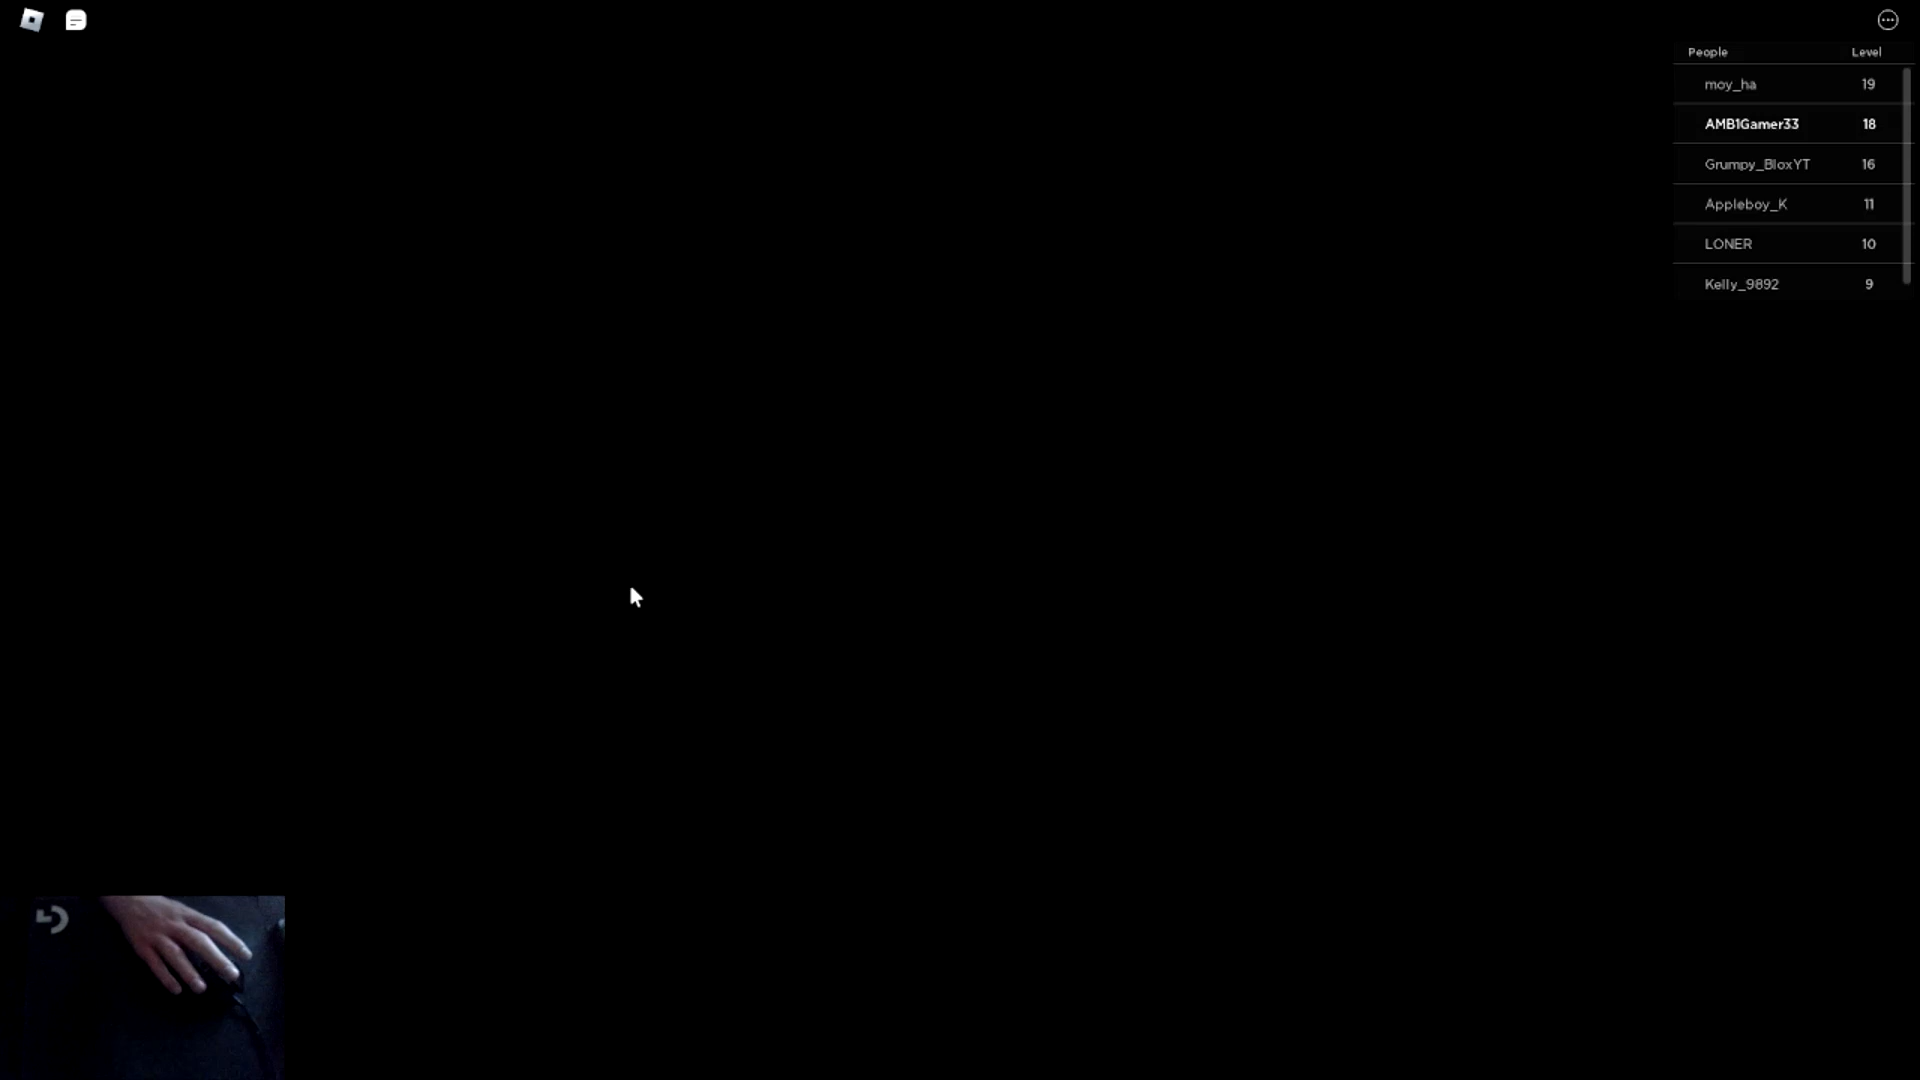 People Level
moy_ha 19
AMB1Gamer33 18
Grumpy_BloxYT 16
Appleboy_K 11
LONER 10
Kelly_9892 9